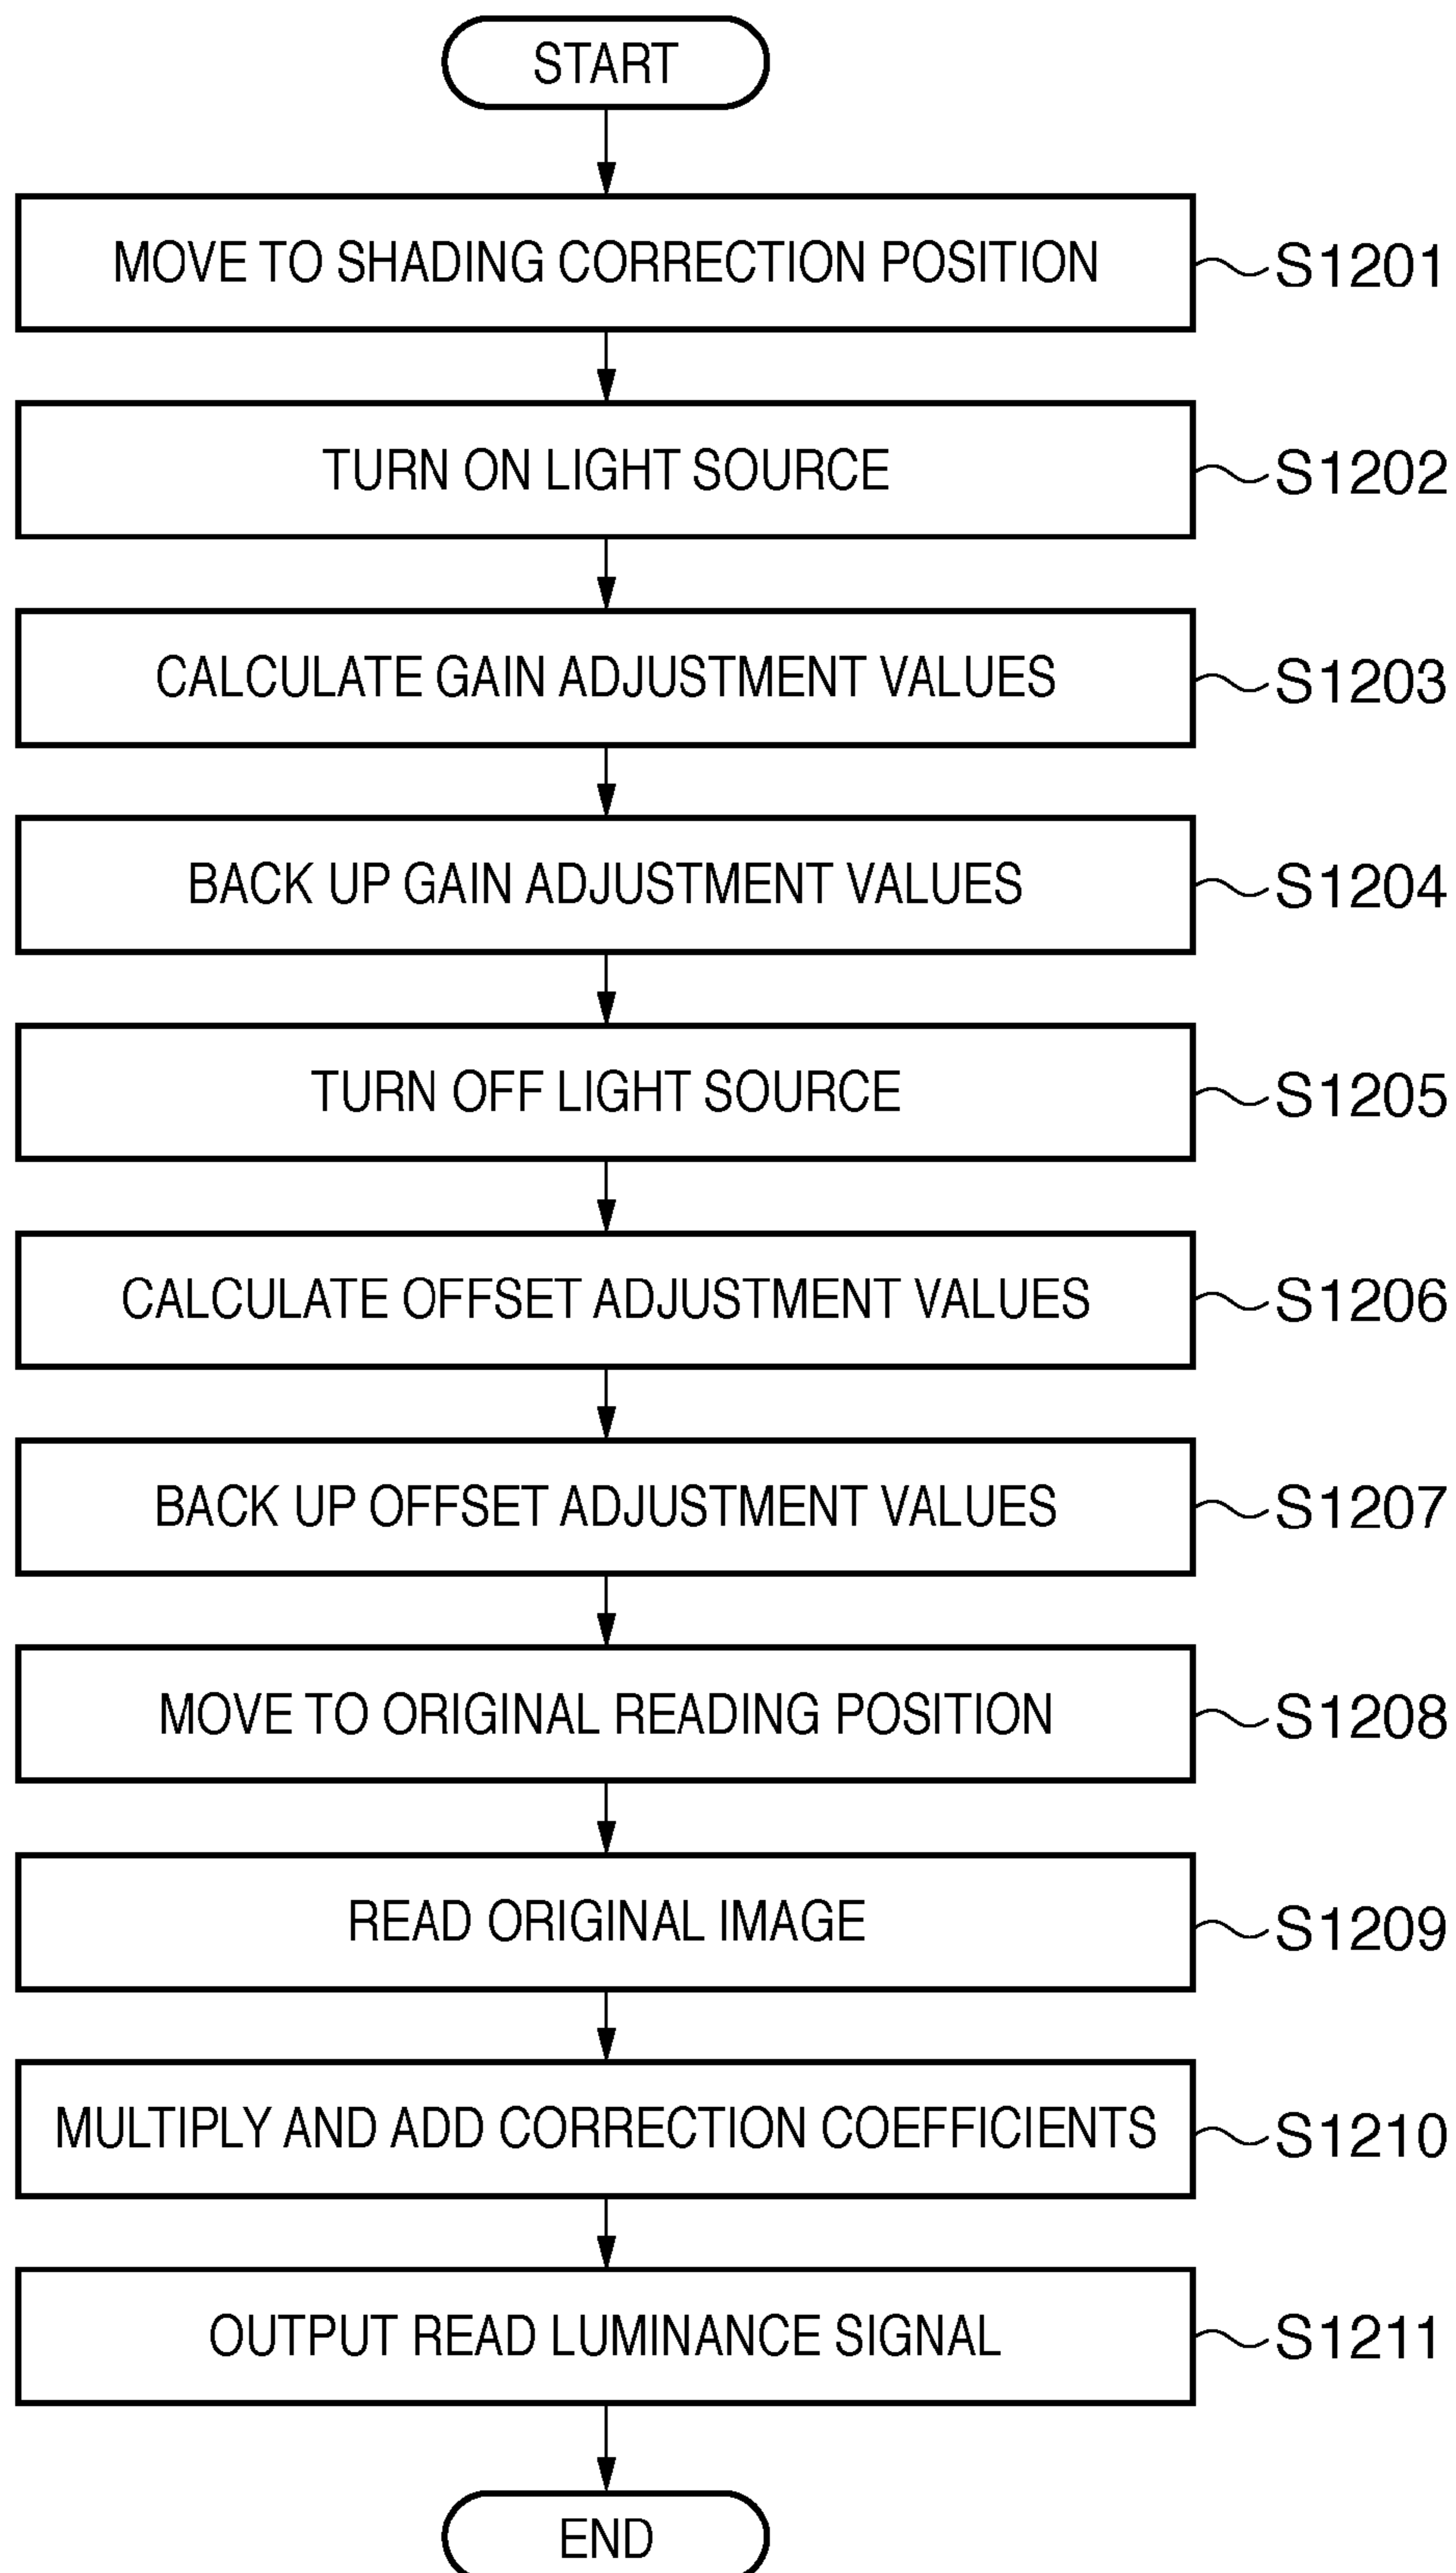 START
MOVE TO SHADING CORRECTION POSITION
S1201
TURN ON LIGHT SOURCE
S1202
CALCULATE GAIN ADJUSTMENT VALUES
S1203
BACK UP GAIN ADJUSTMENT VALUES
S1204
TURN OFF LIGHT SOURCE
S1205
CALCULATE OFFSET ADJUSTMENT VALUES
S1206
BACK UP OFFSET ADJUSTMENT VALUES
S1207
MOVE TO ORIGINAL READING POSITION
S1208
READ ORIGINAL IMAGE
S1209
MULTIPLY AND ADD CORRECTION COEFFICIENTS
S1210
OUTPUT READ LUMINANCE SIGNAL
S1211
END